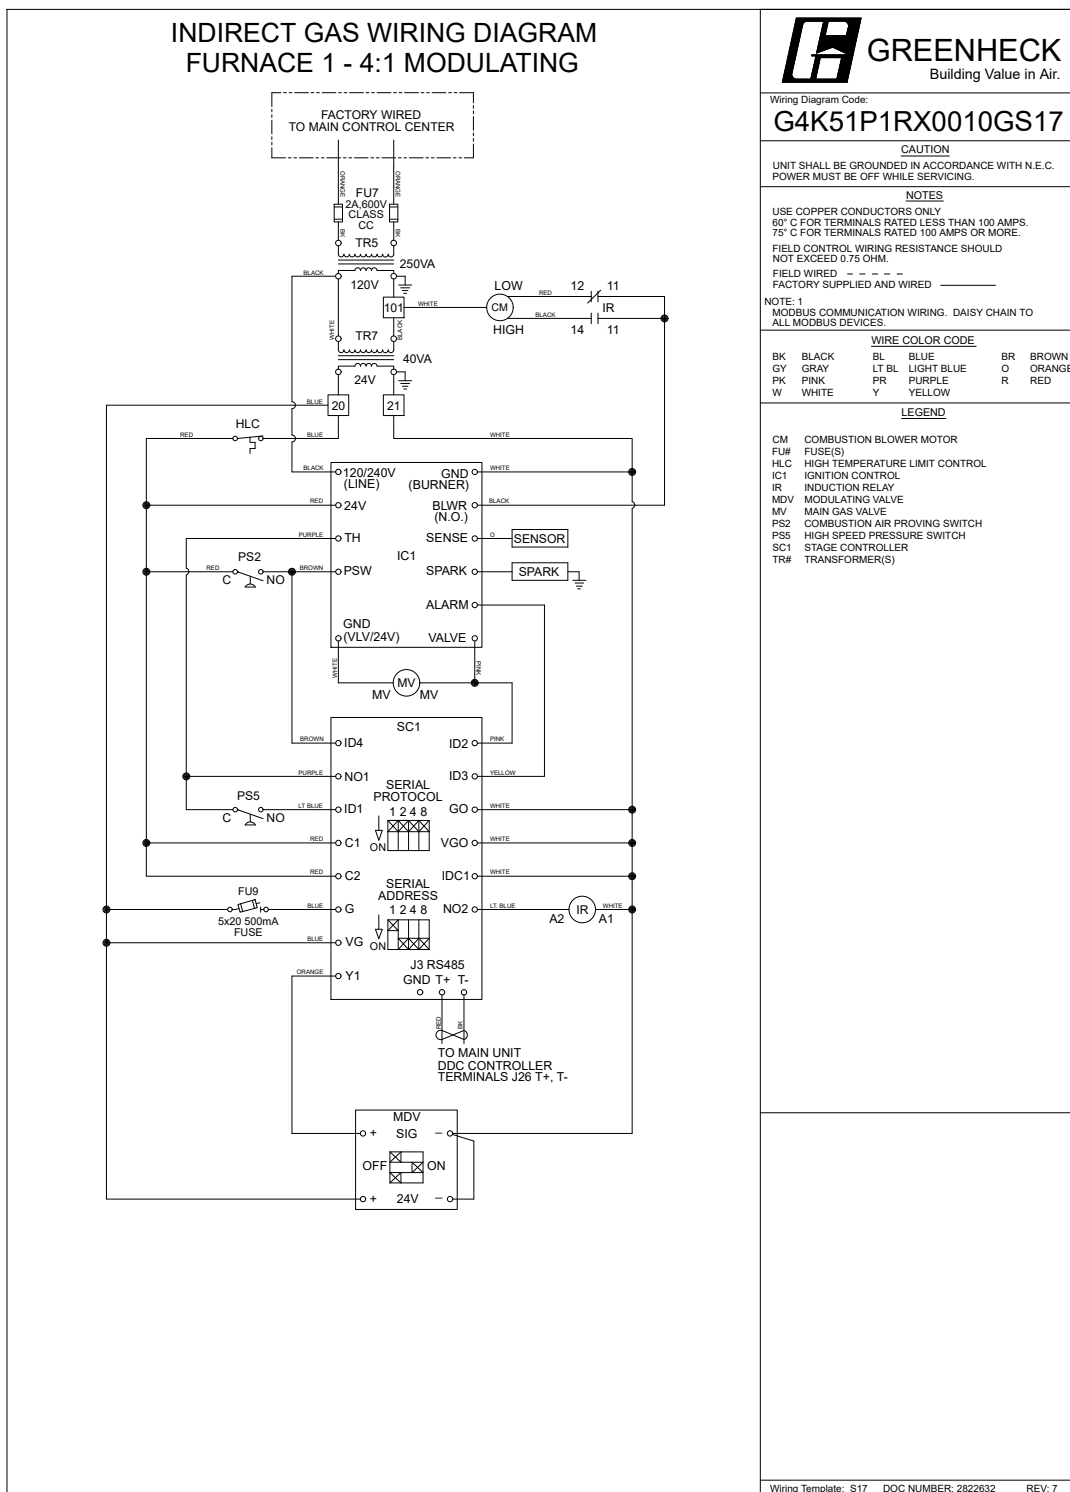 INDIRECT GAS WIRING DIAGRAM
FURNACE 1 - 4:1 MODULATING
FACTORY WIRED
TO MAIN CONTROL CENTER
ORANGE
ORANGE
FU7
2A,600V
CLASS
CC
BK
BK
TR5
250VA
BLACK
120V
101
WHITE
LOW
CM
HIGH
RED
12
11
IR
BLACK
14
11
WHITE
BLACK
TR7
40VA
24V
BLUE
20
21
HLC
RED
BLUE
WHITE
BLACK
120/240V
(LINE)
GND
(BURNER)
WHITE
RED
24V
BLWR
(N.O.)
BLACK
PURPLE
TH
SENSE
O
SENSOR
IC1
PS2
RED
C
NO
BROWN
PSW
SPARK
SPARK
ALARM
GND
(VLV/24V)
VALVE
WHITE
PINK
MV
MV
MV
SC1
BROWN
ID4
ID2
PINK
PURPLE
NO1
ID3
YELLOW
SERIAL
PROTOCOL
PS5
C
NO
LT BLUE
ID1
1 2 4 8
GO
WHITE
RED
C1
ON
VGO
WHITE
RED
C2
IDC1
WHITE
SERIAL
ADDRESS
FU9
5x20 500mA
FUSE
BLUE
G
1 2 4 8
NO2
LT BLUE
A2
IR
WHITE
A1
BLUE
VG
ON
J3 RS485
ORANGE
Y1
GND T+ T-
RED
BK
TO MAIN UNIT
DDC CONTROLLER
TERMINALS J26 T+, T-
MDV
+ SIG –
OFF
ON
+ 24V –
GREENHECK
Building Value in Air.
Wiring Diagram Code:
G4K51P1RX0010GS17
CAUTION
UNIT SHALL BE GROUNDED IN ACCORDANCE WITH N.E.C.
POWER MUST BE OFF WHILE SERVICING.
NOTES
USE COPPER CONDUCTORS ONLY
60° C FOR TERMINALS RATED LESS THAN 100 AMPS.
75° C FOR TERMINALS RATED 100 AMPS OR MORE.
FIELD CONTROL WIRING RESISTANCE SHOULD
NOT EXCEED 0.75 OHM.
FIELD WIRED
FACTORY SUPPLIED AND WIRED
NOTE: 1
MODBUS COMMUNICATION WIRING. DAISY CHAIN TO
ALL MODBUS DEVICES.
WIRE COLOR CODE
BK BLACK BL BLUE BR BROWN
GY GRAY LT BL LIGHT BLUE O ORANGE
PK PINK PR PURPLE R RED
W WHITE Y YELLOW
LEGEND
CM COMBUSTION BLOWER MOTOR
FU# FUSE(S)
HLC HIGH TEMPERATURE LIMIT CONTROL
IC1 IGNITION CONTROL
IR INDUCTION RELAY
MDV MODULATING VALVE
MV MAIN GAS VALVE
PS2 COMBUSTION AIR PROVING SWITCH
PS5 HIGH SPEED PRESSURE SWITCH
SC1 STAGE CONTROLLER
TR# TRANSFORMER(S)
Wiring Template: S17 DOC NUMBER: 2822632 REV: 7